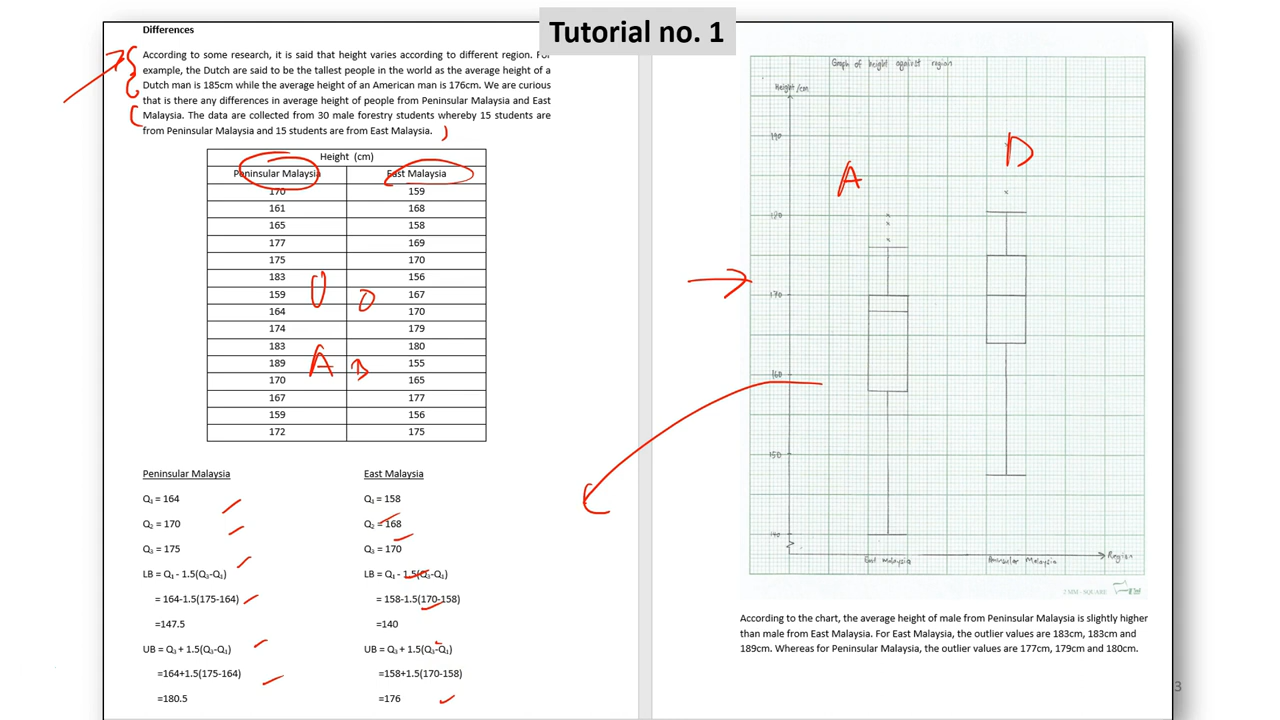 Tutorial no. 1
Differences
According to some research, it is said that height varies according to different region. For
example, the Dutch are said to be the tallest people in the world as the average height of a
Dutch man is 185cm while the average height of an American man is 176cm. We are curious
that is there any differences in average height of people from Peninsular Malaysia and East
Malaysia. The data are collected from 30 male forestry students whereby 15 students are
from Peninsular Malaysia and 15 students are from East Malaysia.
Height (cm)
Peninsular Malaysia East Malaysia
170 159
161 168
165 158
177 169
175 170
183 156
159 167
164 170
174 179
183 180
189 155
170 165
167 177
159 156
172 175
Peninsular Malaysia
Q₁ = 164
Q₂ = 170
Q₃ = 175
LB = Q₁ - 1.5(Q₃-Q₁)
= 164-1.5(175-164)
=147.5
UB = Q₃ + 1.5(Q₃-Q₁)
=164+1.5(175-164)
=180.5
East Malaysia
Q₁ = 158
Q₂ = 168
Q₃ = 170
LB = Q₁ - 1.5(Q₃-Q₁)
= 158-1.5(170-158)
=140
UB = Q₃ + 1.5(Q₃-Q₁)
=158+1.5(170-158)
=176
Graph of height against region
Height /cm
190
A
170
160
150
140
East Malaysia
Peninsular Malaysia
Region
2 MM - SQUARE
According to the chart, the average height of male from Peninsular Malaysia is slightly higher
than male from East Malaysia. For East Malaysia, the outlier values are 183cm, 183cm and
189cm. Whereas for Peninsular Malaysia, the outlier values are 177cm, 179cm and 180cm.
3